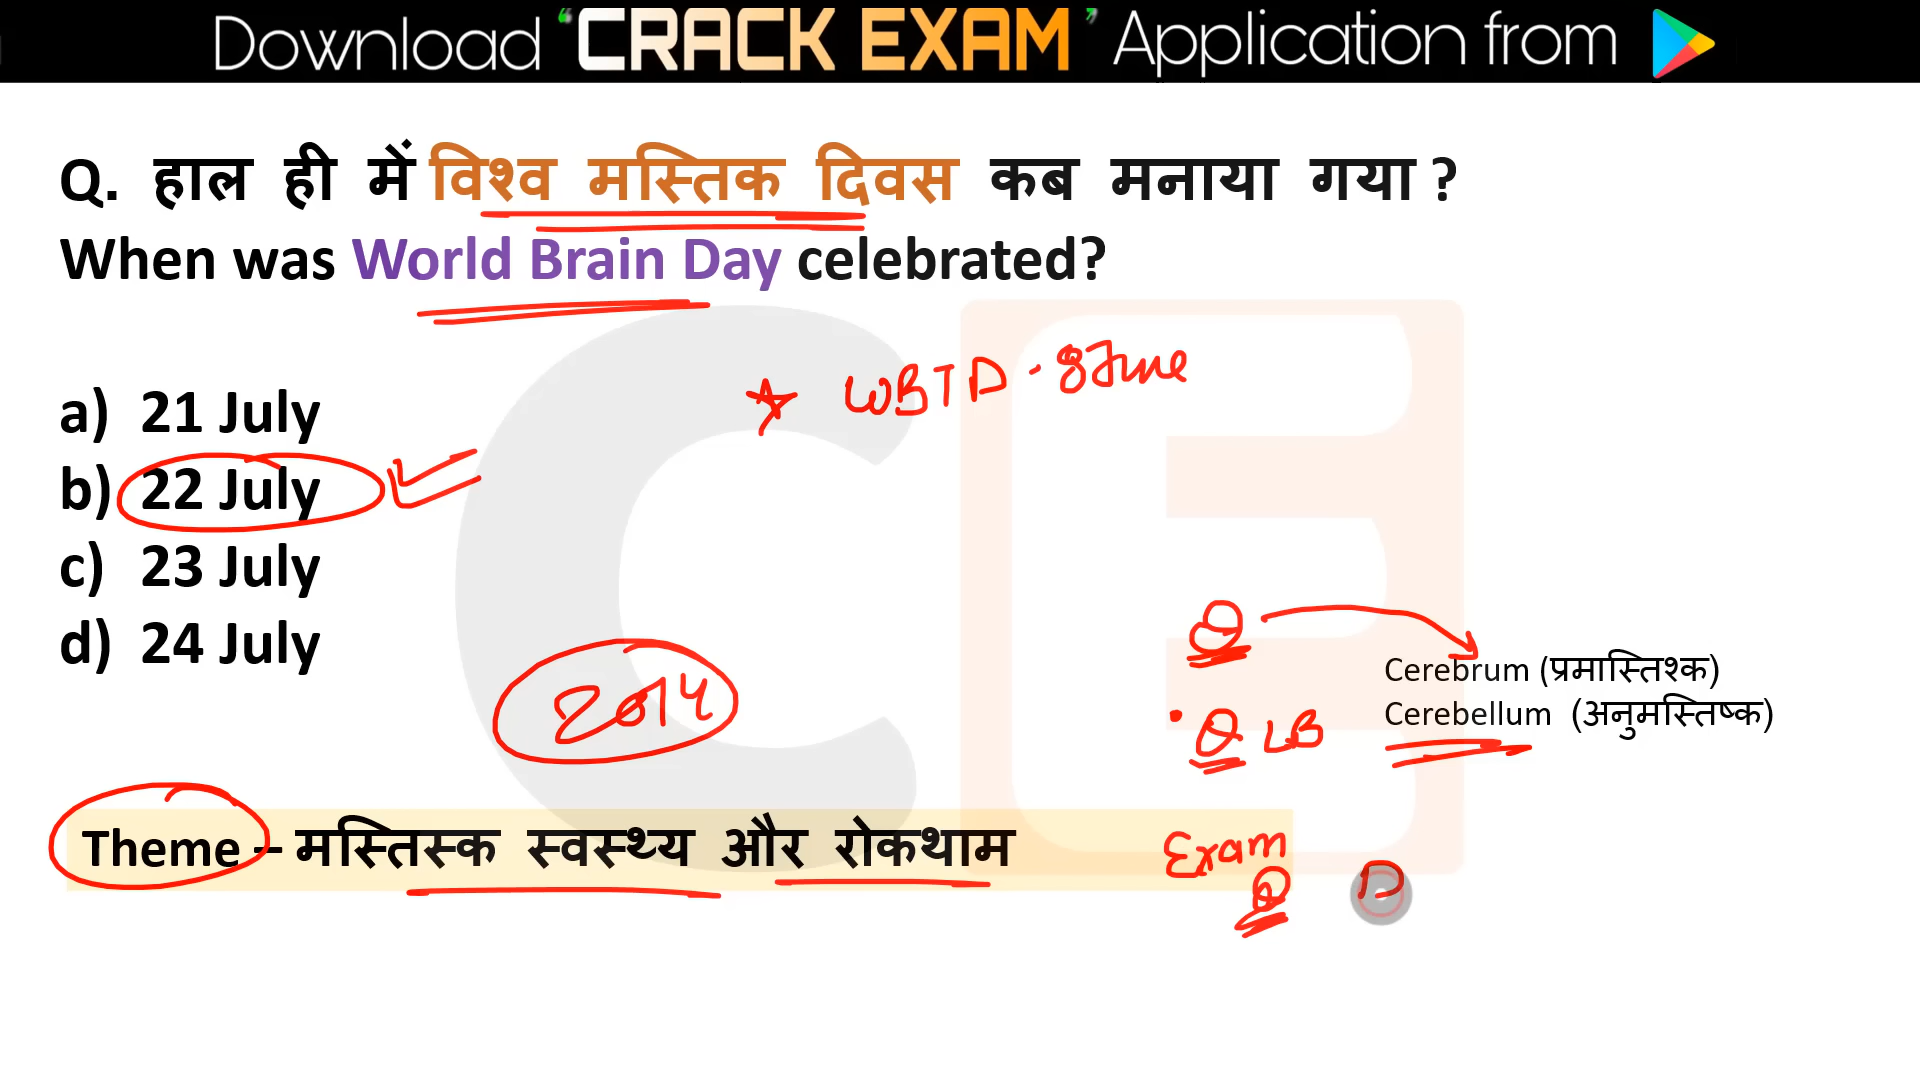 Download ‘CRACK EXAM’ Application from
Q. हाल ही में विश्व मस्तिक दिवस कब मनाया गया ?
When was World Brain Day celebrated?
WBTD · 8 June
a) 21 July
b) 22 July
c) 23 July
d) 24 July
2014
Cerebrum (प्रमास्तिश्क)
Cerebellum (अनुमस्तिष्क)
Q LB
Theme – मस्तिस्क स्वस्थ्य और रोकथाम
Exam
Q
D
CE